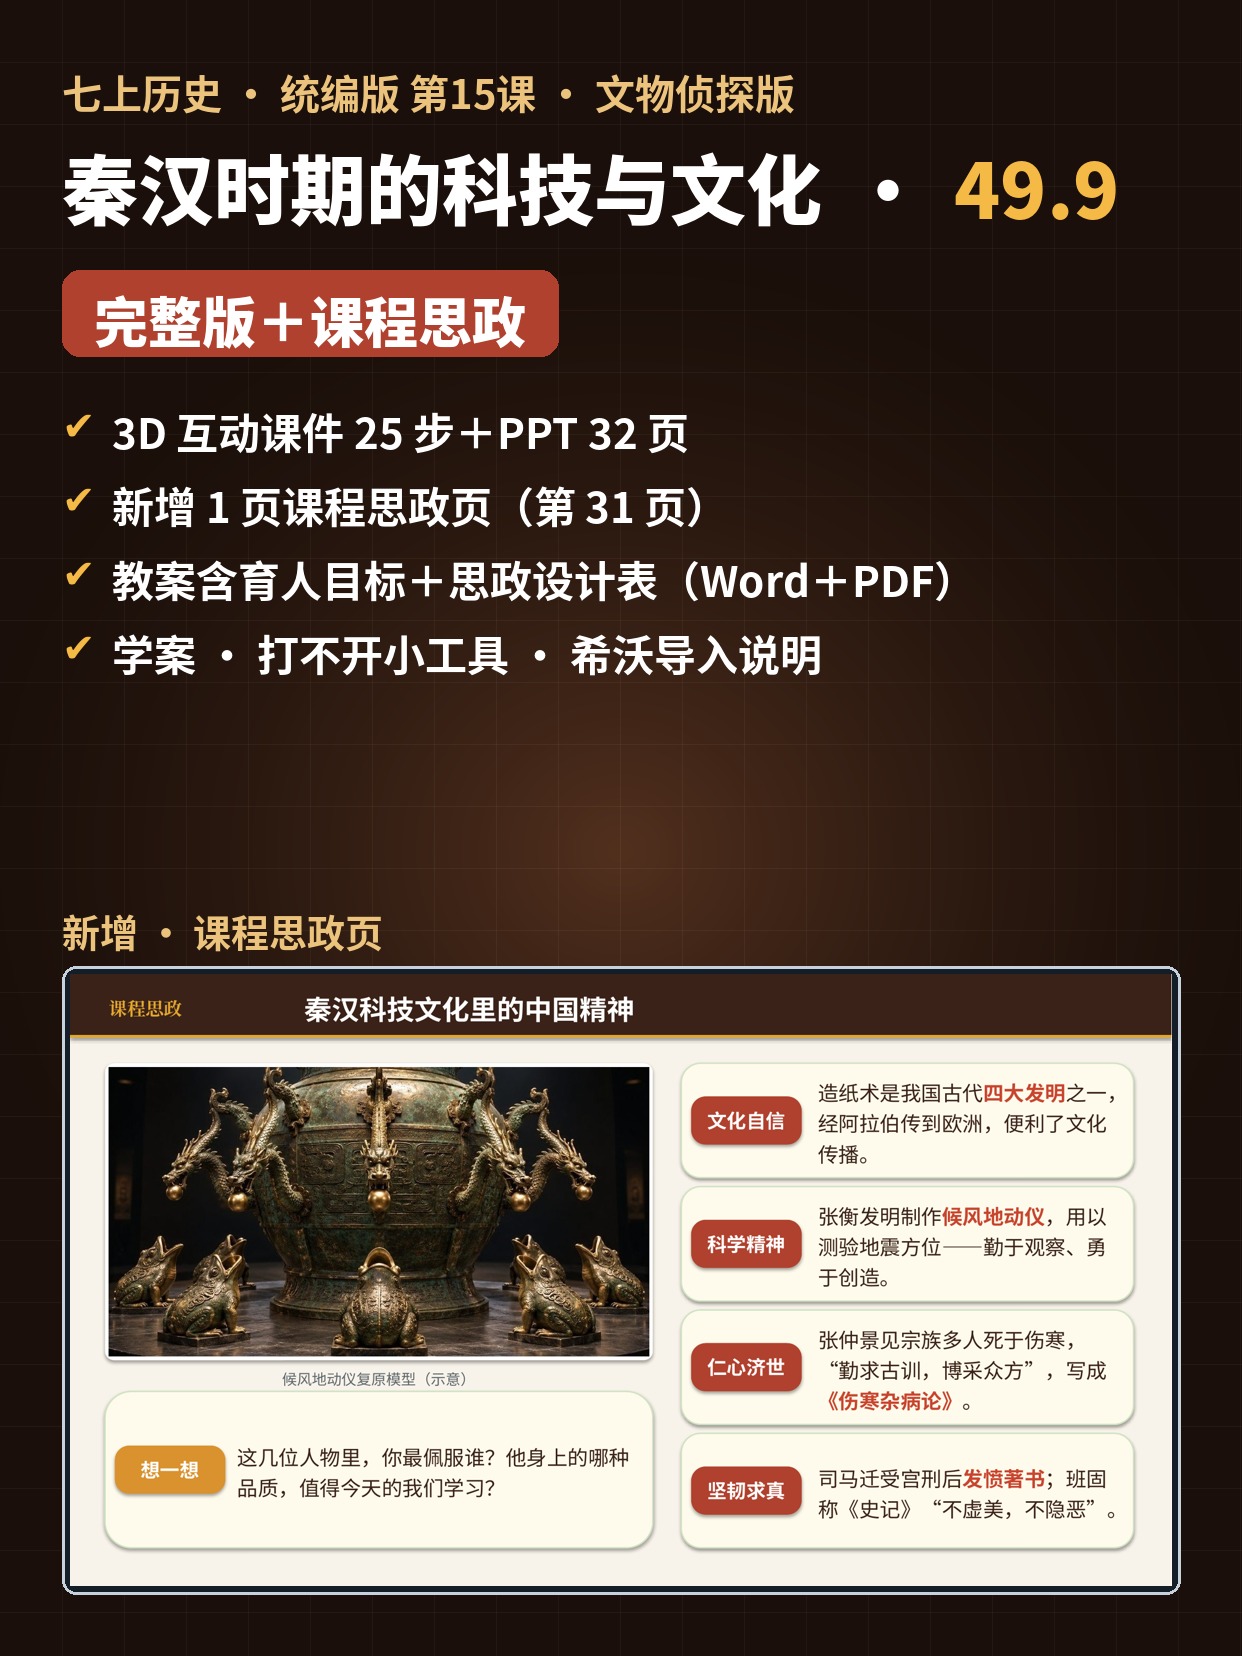 七上历史 · 统编版 第15课 · 文物侦探版
秦汉时期的科技与文化 · 49.9
完整版＋课程思政
✔ 3D 互动课件 25 步＋PPT 32 页
✔ 新增 1 页课程思政页（第 31 页）
✔ 教案含育人目标＋思政设计表（Word＋PDF）
✔ 学案 · 打不开小工具 · 希沃导入说明
新增 · 课程思政页
课程思政
秦汉科技文化里的中国精神
候风地动仪复原模型（示意）
想一想
这几位人物里，你最佩服谁？他身上的哪种
品质，值得今天的我们学习？
文化自信
造纸术是我国古代四大发明之一，
经阿拉伯传到欧洲，便利了文化
传播。
科学精神
张衡发明制作候风地动仪，用以
测验地震方位——勤于观察、勇
于创造。
仁心济世
张仲景见宗族多人死于伤寒，
“勤求古训，博采众方”，写成
《伤寒杂病论》。
坚韧求真
司马迁受宫刑后发愤著书；班固
称《史记》“不虚美，不隐恶”。